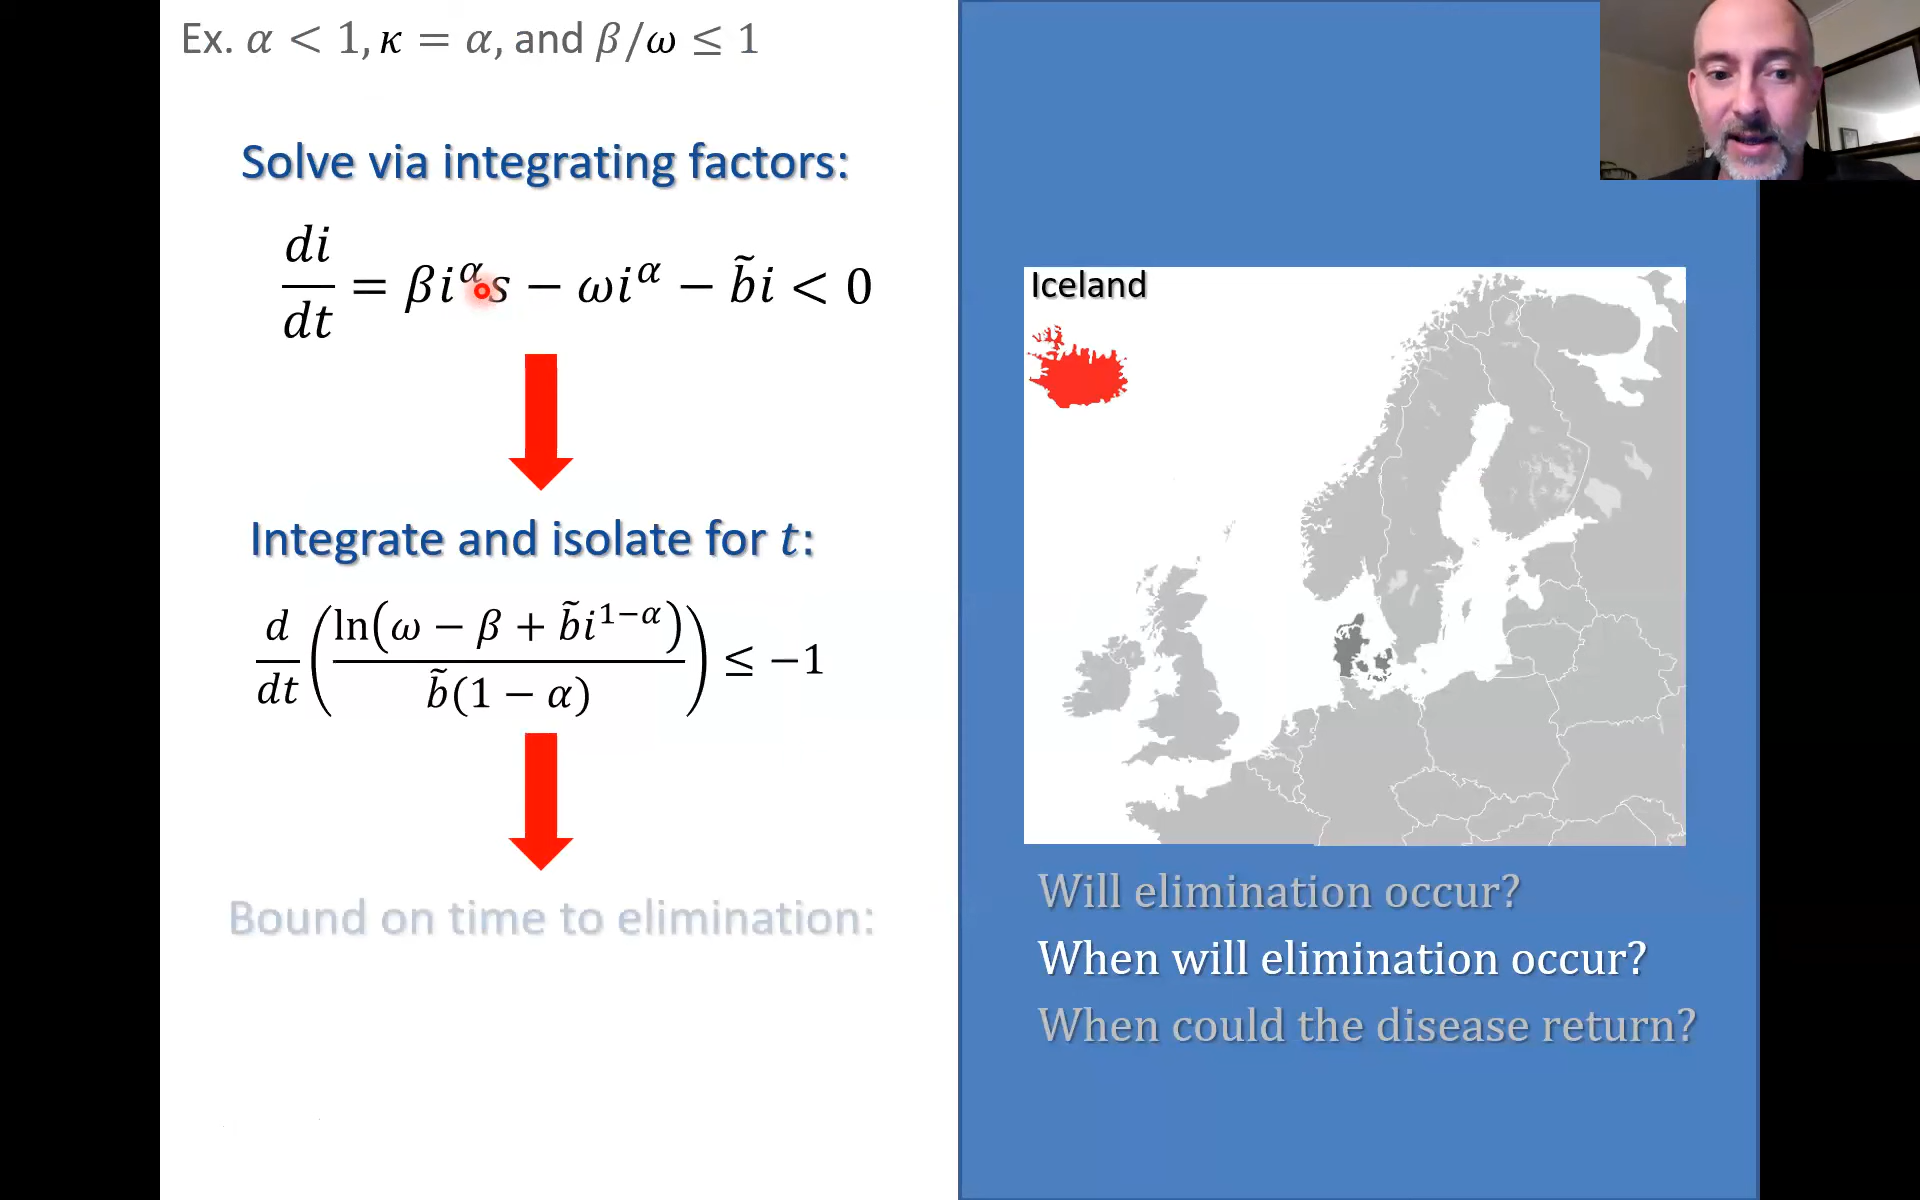 Ex. α < 1, κ = α, and β/ω ≤ 1
Solve via integrating factors:
di/dt = βi^α s − ωi^α − b̃i < 0
Integrate and isolate for t:
d/dt (ln(ω − β + b̃i^{1−α}) / b̃(1 − α)) ≤ −1
Bound on time to elimination:
Iceland
Will elimination occur?
When will elimination occur?
When could the disease return?